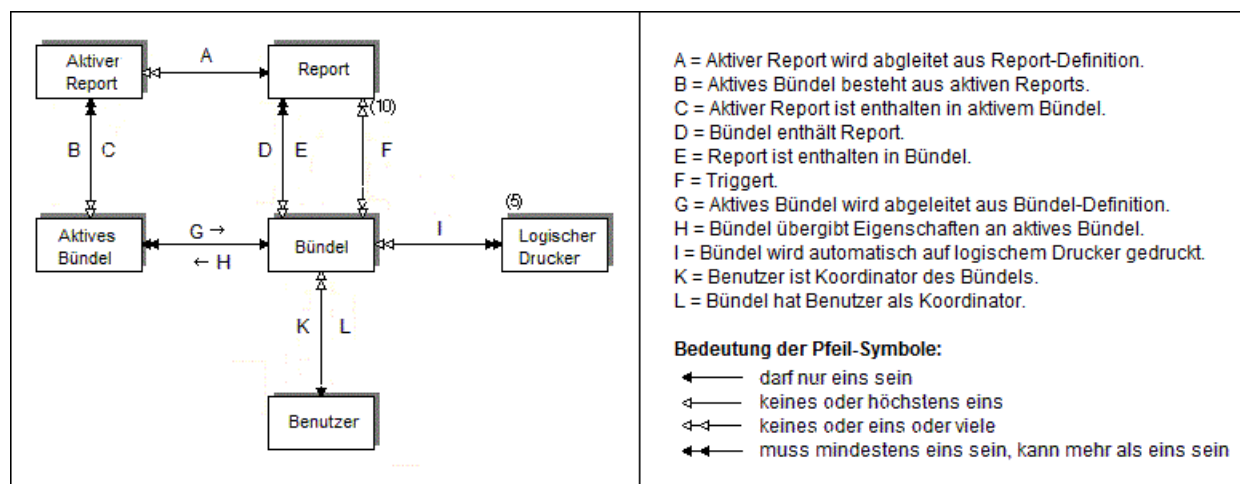 Aktiver
Report
A
Report
(10)
B
C
D
E
F
(5)
Aktives
Bündel
G →
← H
Bündel
I
Logischer
Drucker
K
L
Benutzer
A = Aktiver Report wird abgleitet aus Report-Definition.
B = Aktives Bündel besteht aus aktiven Reports.
C = Aktiver Report ist enthalten in aktivem Bündel.
D = Bündel enthält Report.
E = Report ist enthalten in Bündel.
F = Triggert.
G = Aktives Bündel wird abgeleitet aus Bündel-Definition.
H = Bündel übergibt Eigenschaften an aktives Bündel.
I = Bündel wird automatisch auf logischem Drucker gedruckt.
K = Benutzer ist Koordinator des Bündels.
L = Bündel hat Benutzer als Koordinator.
Bedeutung der Pfeil-Symbole:
darf nur eins sein
keines oder höchstens eins
keines oder eins oder viele
muss mindestens eins sein, kann mehr als eins sein